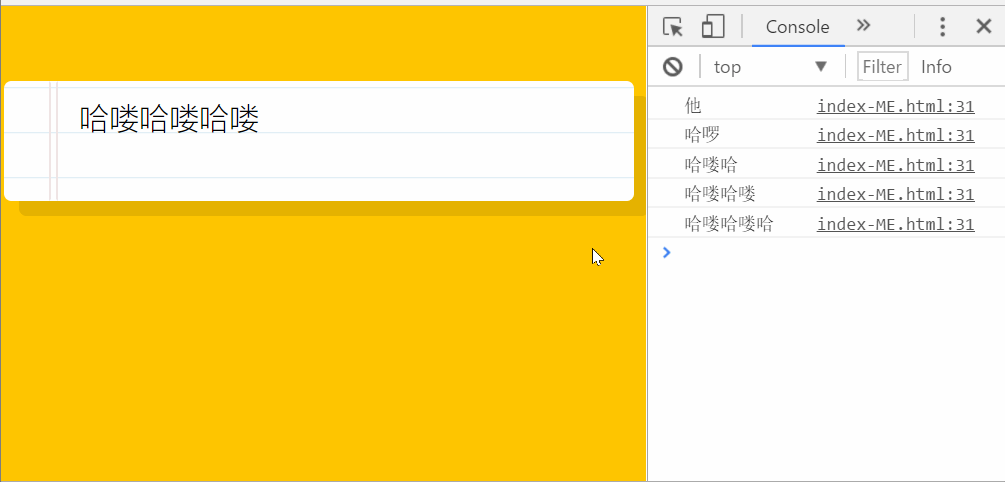 哈喽哈喽哈喽
Console
top
Filter
Info
他 index-ME.html:31
哈啰 index-ME.html:31
哈喽哈 index-ME.html:31
哈喽哈喽 index-ME.html:31
哈喽哈喽哈 index-ME.html:31